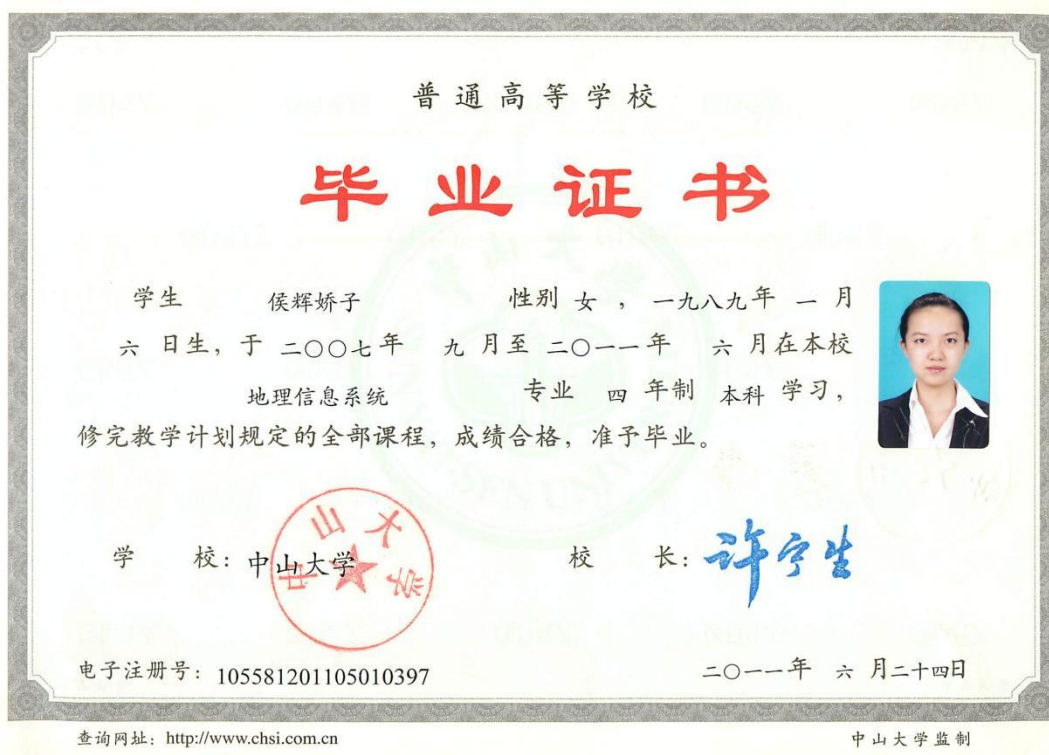 普通高等学校
毕业证书
学生 侯辉娇子 性别 女 ，一九八九年 一 月
六 日生，于 二〇〇七年 九 月至 二〇一一年 六 月在本校
地理信息系统 专业 四 年制 本科 学习，
修完教学计划规定的全部课程，成绩合格，准予毕业。
中山大学
学 校：中山大学 校 长：许宁生
电子注册号：105581201105010397 二〇一一年 六 月二十四日
查询网址：http://www.chsi.com.cn 中山大学监制